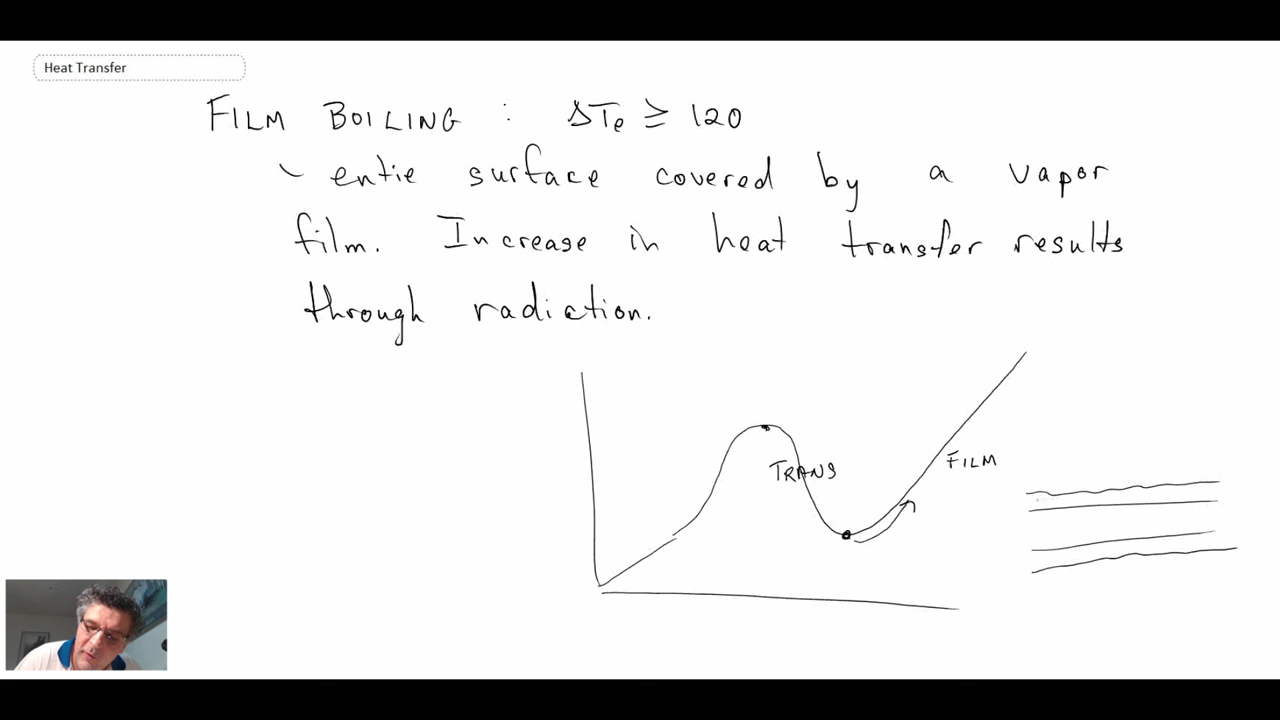 Heat Transfer
FILM BOILING : ΔTe ≥ 120
entie surface covered by a vapor
film. Increase in heat transfer results
through radiation.
TRANS
FILM